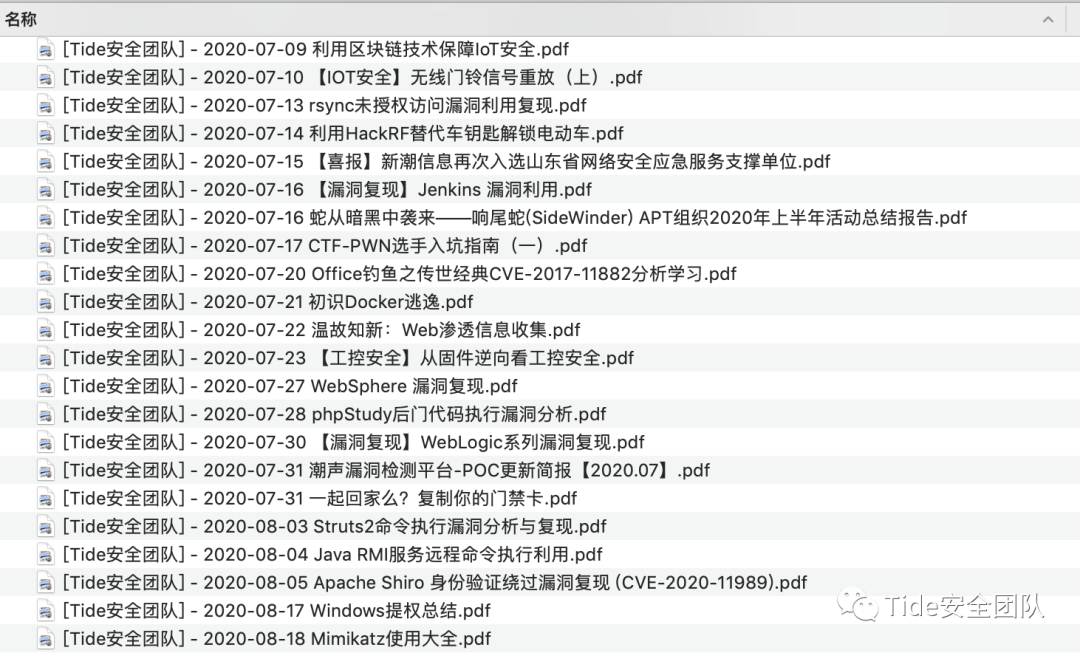 名称
[Tide安全团队] - 2020-07-09 利用区块链技术保障IoT安全.pdf
[Tide安全团队] - 2020-07-10 【IOT安全】无线门铃信号重放（上）.pdf
[Tide安全团队] - 2020-07-13 rsync未授权访问漏洞利用复现.pdf
[Tide安全团队] - 2020-07-14 利用HackRF替代车钥匙解锁电动车.pdf
[Tide安全团队] - 2020-07-15 【喜报】新潮信息再次入选山东省网络安全应急服务支撑单位.pdf
[Tide安全团队] - 2020-07-16 【漏洞复现】Jenkins 漏洞利用.pdf
[Tide安全团队] - 2020-07-16 蛇从暗黑中袭来——响尾蛇(SideWinder) APT组织2020年上半年活动总结报告.pdf
[Tide安全团队] - 2020-07-17 CTF-PWN选手入坑指南（一）.pdf
[Tide安全团队] - 2020-07-20 Office钓鱼之传世经典CVE-2017-11882分析学习.pdf
[Tide安全团队] - 2020-07-21 初识Docker逃逸.pdf
[Tide安全团队] - 2020-07-22 温故知新：Web渗透信息收集.pdf
[Tide安全团队] - 2020-07-23 【工控安全】从固件逆向看工控安全.pdf
[Tide安全团队] - 2020-07-27 WebSphere 漏洞复现.pdf
[Tide安全团队] - 2020-07-28 phpStudy后门代码执行漏洞分析.pdf
[Tide安全团队] - 2020-07-30 【漏洞复现】WebLogic系列漏洞复现.pdf
[Tide安全团队] - 2020-07-31 潮声漏洞检测平台-POC更新简报【2020.07】.pdf
[Tide安全团队] - 2020-07-31 一起回家么？复制你的门禁卡.pdf
[Tide安全团队] - 2020-08-03 Struts2命令执行漏洞分析与复现.pdf
[Tide安全团队] - 2020-08-04 Java RMI服务远程命令执行利用.pdf
[Tide安全团队] - 2020-08-05 Apache Shiro 身份验证绕过漏洞复现 (CVE-2020-11989).pdf
[Tide安全团队] - 2020-08-17 Windows提权总结.pdf
Tide安全团队
[Tide安全团队] - 2020-08-18 Mimikatz使用大全.pdf